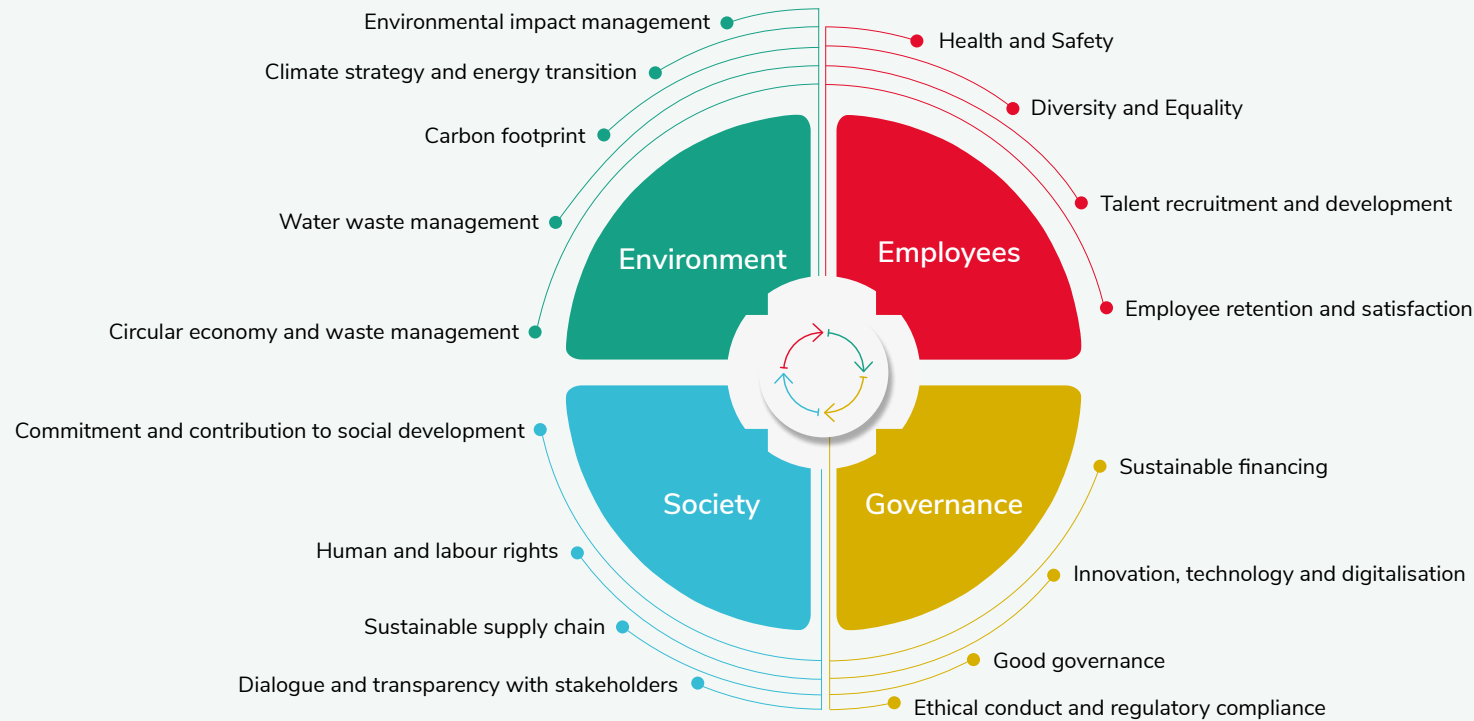 Environmental impact management
Climate strategy and energy transition
Carbon footprint
Water waste management
Circular economy and waste management
Environment
Health and Safety
Diversity and Equality
Talent recruitment and development
Employee retention and satisfaction
Employees
Commitment and contribution to social development
Human and labour rights
Sustainable supply chain
Dialogue and transparency with stakeholders
Society
Governance
Sustainable financing
Innovation, technology and digitalisation
Good governance
Ethical conduct and regulatory compliance